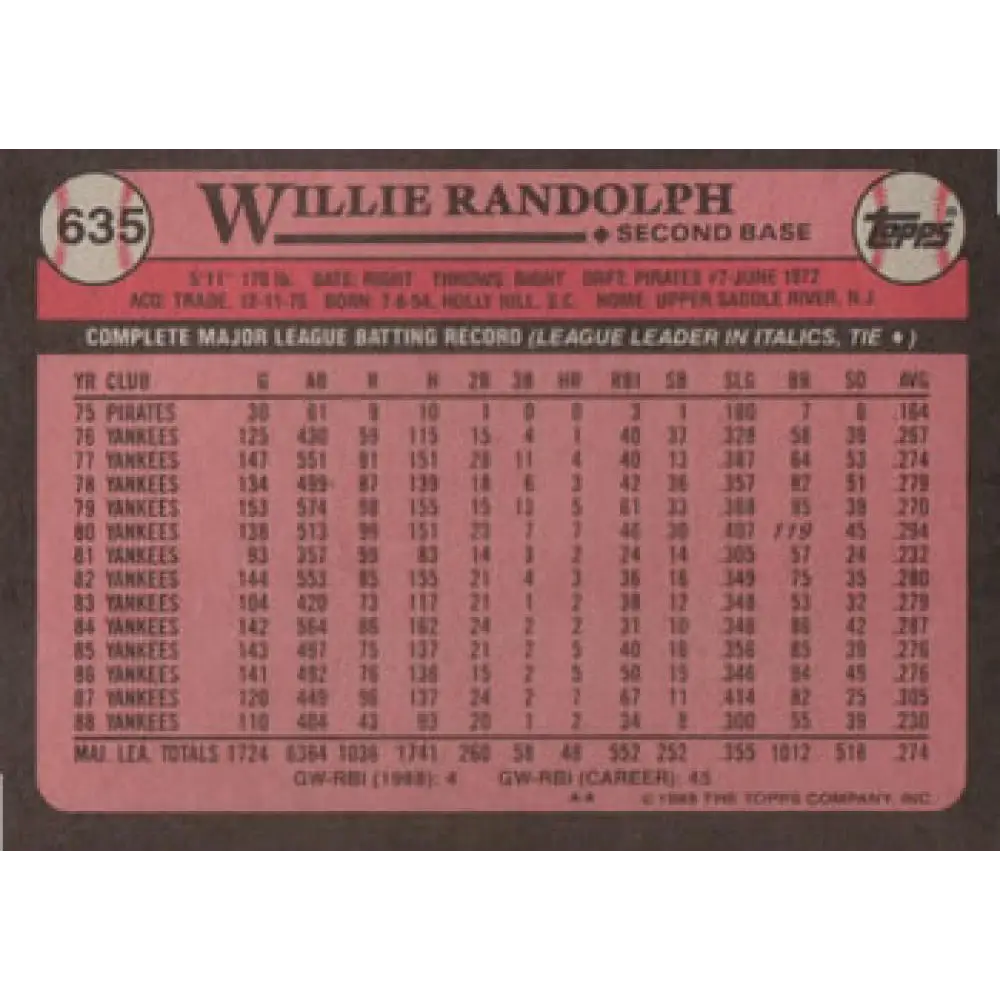 635
WILLIE RANDOLPH
SECOND BASE
TOPPS
5'11" 170 lb. BATS: RIGHT THROWS: RIGHT DRFT: PIRATES #7-JUNE 1972
ACQ: TRADE, 12-11-75 BORN: 7-6-54, HOLLY HILL, S.C. HOME: UPPER SADDLE RIVER, N.J.
COMPLETE MAJOR LEAGUE BATTING RECORD (LEAGUE LEADER IN ITALICS, TIE ♦)
YR CLUB G AB R H 2B 3B HR RBI SB SLG BB SO AVG
75 PIRATES 30 61 9 10 1 0 0 3 1 .180 7 6 .164
76 YANKEES 125 430 59 115 15 4 1 40 37 .328 58 39 .267
77 YANKEES 147 551 91 151 28 11 4 40 13 .387 64 53 .274
78 YANKEES 134 499 87 139 18 6 3 42 36 .357 82 51 .279
79 YANKEES 153 574 98 155 15 13 5 61 33 .368 95 39 .270
80 YANKEES 138 513 99 151 23 7 7 46 30 .407 119 45 .294
81 YANKEES 93 357 59 83 14 3 2 24 14 .305 57 24 .232
82 YANKEES 144 553 85 155 21 4 3 36 16 .349 75 35 .280
83 YANKEES 104 420 73 117 21 1 2 38 12 .348 53 32 .279
84 YANKEES 142 564 86 162 24 2 2 31 10 .348 86 42 .287
85 YANKEES 143 497 75 137 21 2 5 40 16 .356 85 39 .276
86 YANKEES 141 492 76 136 15 2 5 50 15 .346 94 49 .276
87 YANKEES 120 449 96 137 24 2 7 67 11 .414 82 25 .305
88 YANKEES 110 404 43 93 20 1 2 34 8 .300 55 39 .230
MAJ. LEA. TOTALS 1724 6364 1036 1741 260 58 48 552 252 .355 1012 518 .274
GW-RBI (1988): 4 GW-RBI (CAREER): 45
THE TOPPS COMPANY, INC.